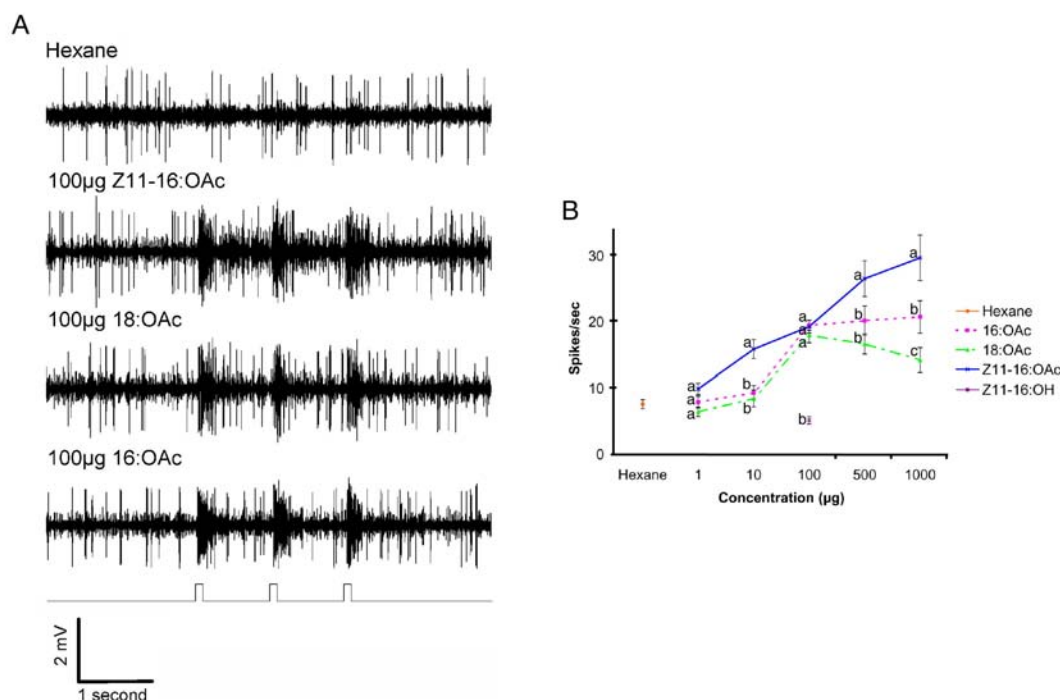 A
Hexane
100µg Z11-16:OAc
100µg 18:OAc
100µg 16:OAc
2 mV
1 second
B
Spikes/sec
30
20
10
0
a
a
a
a
a
a
b
b
a
a
b
b
a
b
c
b
Hexane
1
10
100
500
1000
Concentration (µg)
Hexane
16:OAc
18:OAc
Z11-16:OAc
Z11-16:OH